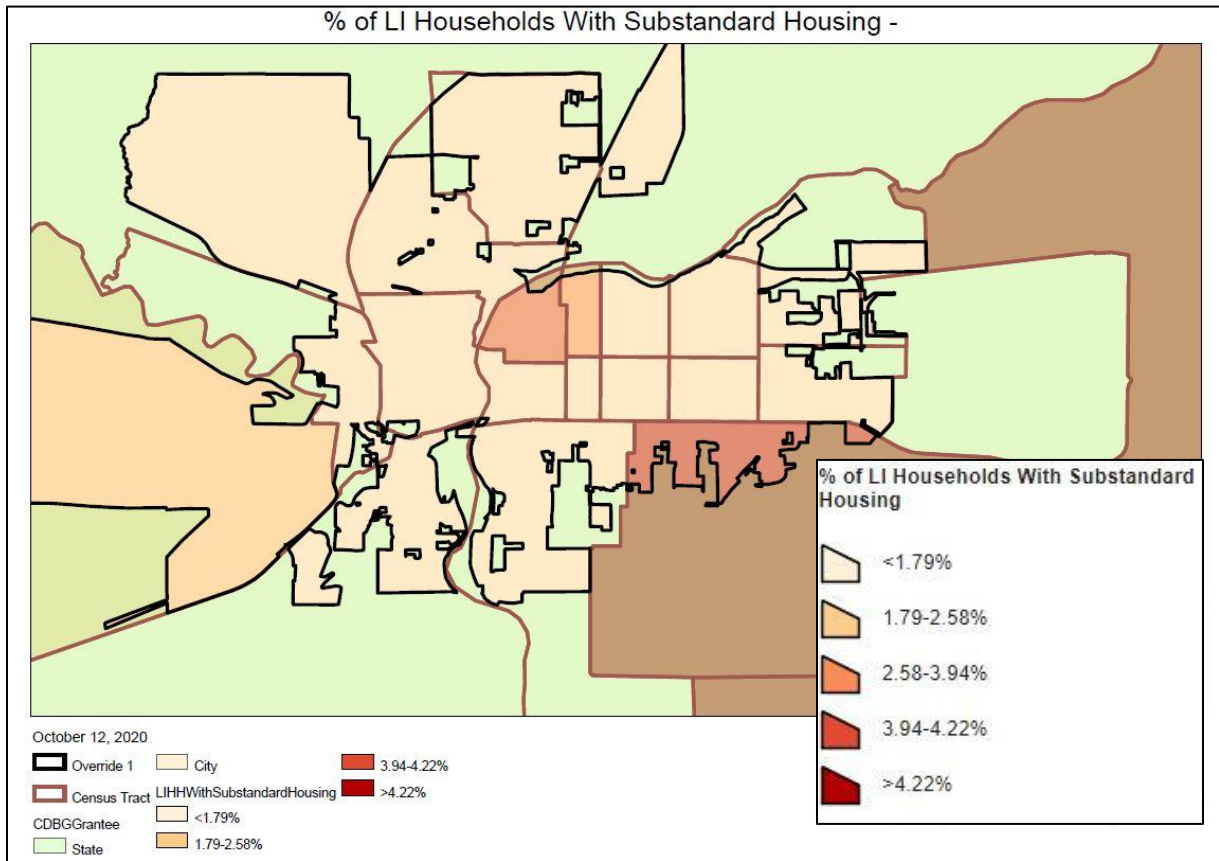 % of LI Households With Substandard Housing -
% of LI Households With Substandard
Housing
<1.79%
1.79-2.58%
2.58-3.94%
3.94-4.22%
>4.22%
October 12, 2020
Override 1
Census Tract
CDBGGrantee
State
City
LIHHWithSubstandardHousing
<1.79%
1.79-2.58%
3.94-4.22%
>4.22%